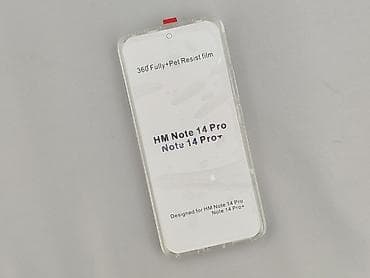 360 Fully+Pet Resist film
HM Note 14 Pro
Note 14 Pro+
Designed for HM Note 14 Pro
Note 14 Pro+